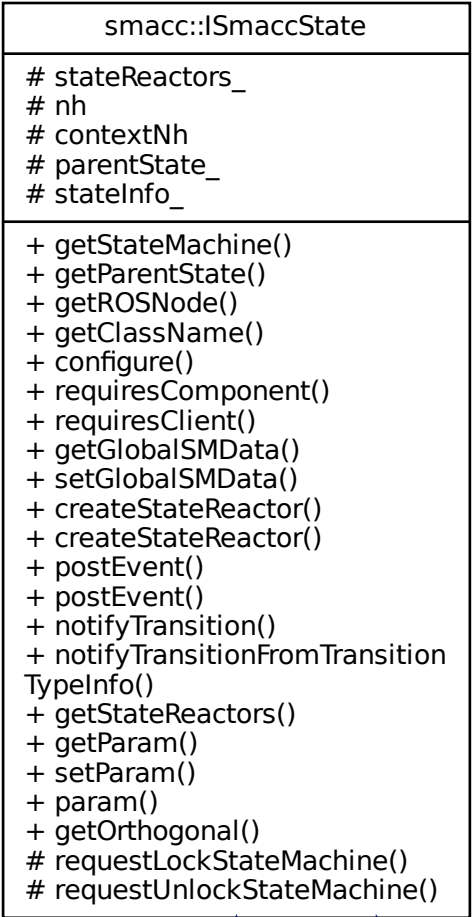 smacc::ISmaccState
# stateReactors_
# nh
# contextNh
# parentState_
# stateInfo_
+ getStateMachine()
+ getParentState()
+ getROSNode()
+ getClassName()
+ configure()
+ requiresComponent()
+ requiresClient()
+ getGlobalSMData()
+ setGlobalSMData()
+ createStateReactor()
+ createStateReactor()
+ postEvent()
+ postEvent()
+ notifyTransition()
+ notifyTransitionFromTransition
TypeInfo()
+ getStateReactors()
+ getParam()
+ setParam()
+ param()
+ getOrthogonal()
# requestLockStateMachine()
# requestUnlockStateMachine()